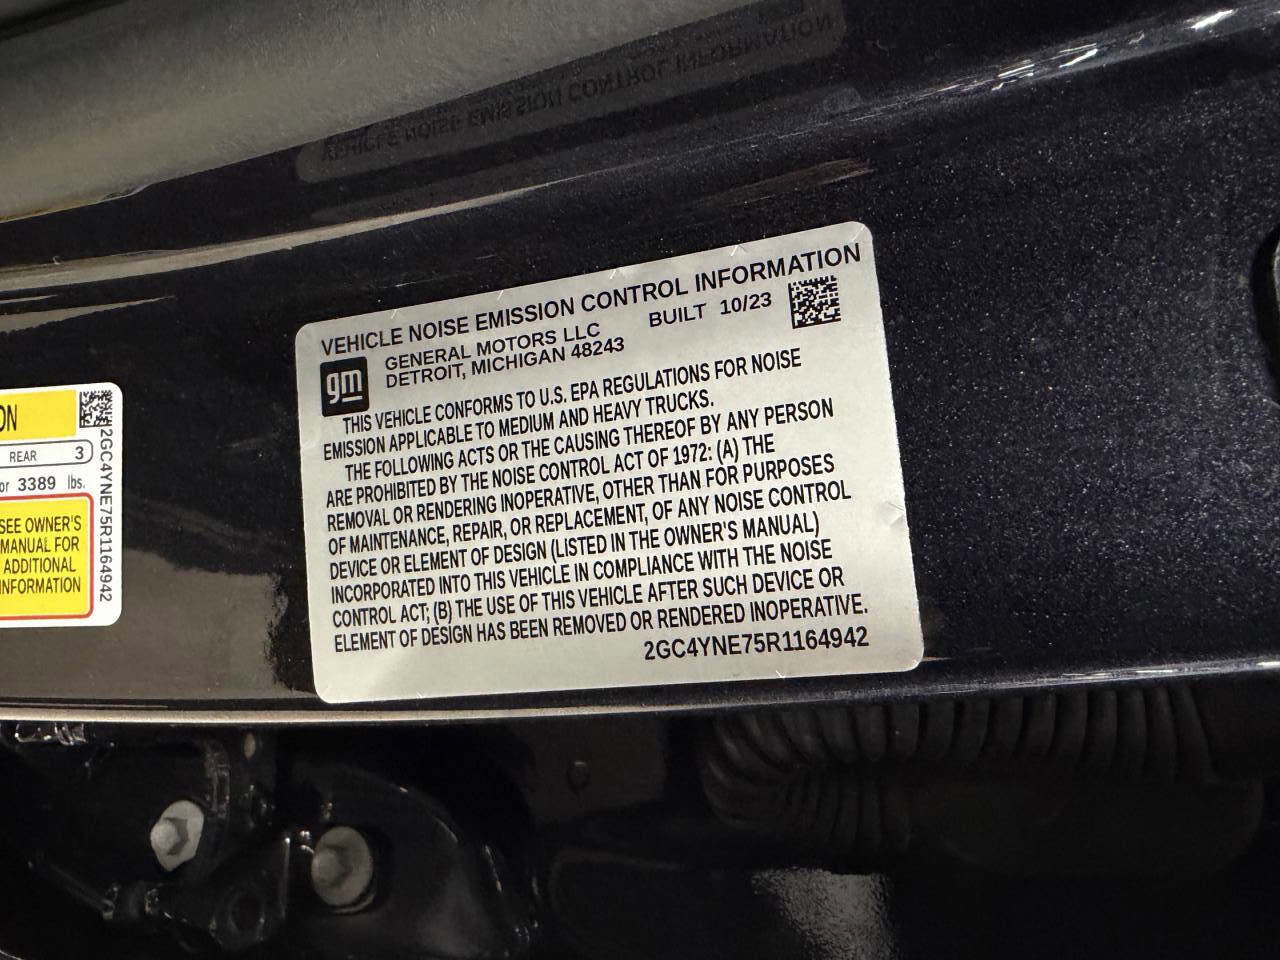 VEHICLE NOISE EMISSION CONTROL INFORMATION
VEHICLE NOISE EMISSION CONTROL INFORMATION
gm
GENERAL MOTORS LLC BUILT 10/23
DETROIT, MICHIGAN 48243
THIS VEHICLE CONFORMS TO U.S. EPA REGULATIONS FOR NOISE
EMISSION APPLICABLE TO MEDIUM AND HEAVY TRUCKS.
THE FOLLOWING ACTS OR THE CAUSING THEREOF BY ANY PERSON
ARE PROHIBITED BY THE NOISE CONTROL ACT OF 1972: (A) THE
REMOVAL OR RENDERING INOPERATIVE, OTHER THAN FOR PURPOSES
OF MAINTENANCE, REPAIR, OR REPLACEMENT, OF ANY NOISE CONTROL
DEVICE OR ELEMENT OF DESIGN (LISTED IN THE OWNER'S MANUAL)
INCORPORATED INTO THIS VEHICLE IN COMPLIANCE WITH THE NOISE
CONTROL ACT; (B) THE USE OF THIS VEHICLE AFTER SUCH DEVICE OR
ELEMENT OF DESIGN HAS BEEN REMOVED OR RENDERED INOPERATIVE.
2GC4YNE75R1164942
ON
REAR 3
or 3389 lbs.
SEE OWNER'S
MANUAL FOR
ADDITIONAL
INFORMATION
2GC4YNE75R1164942